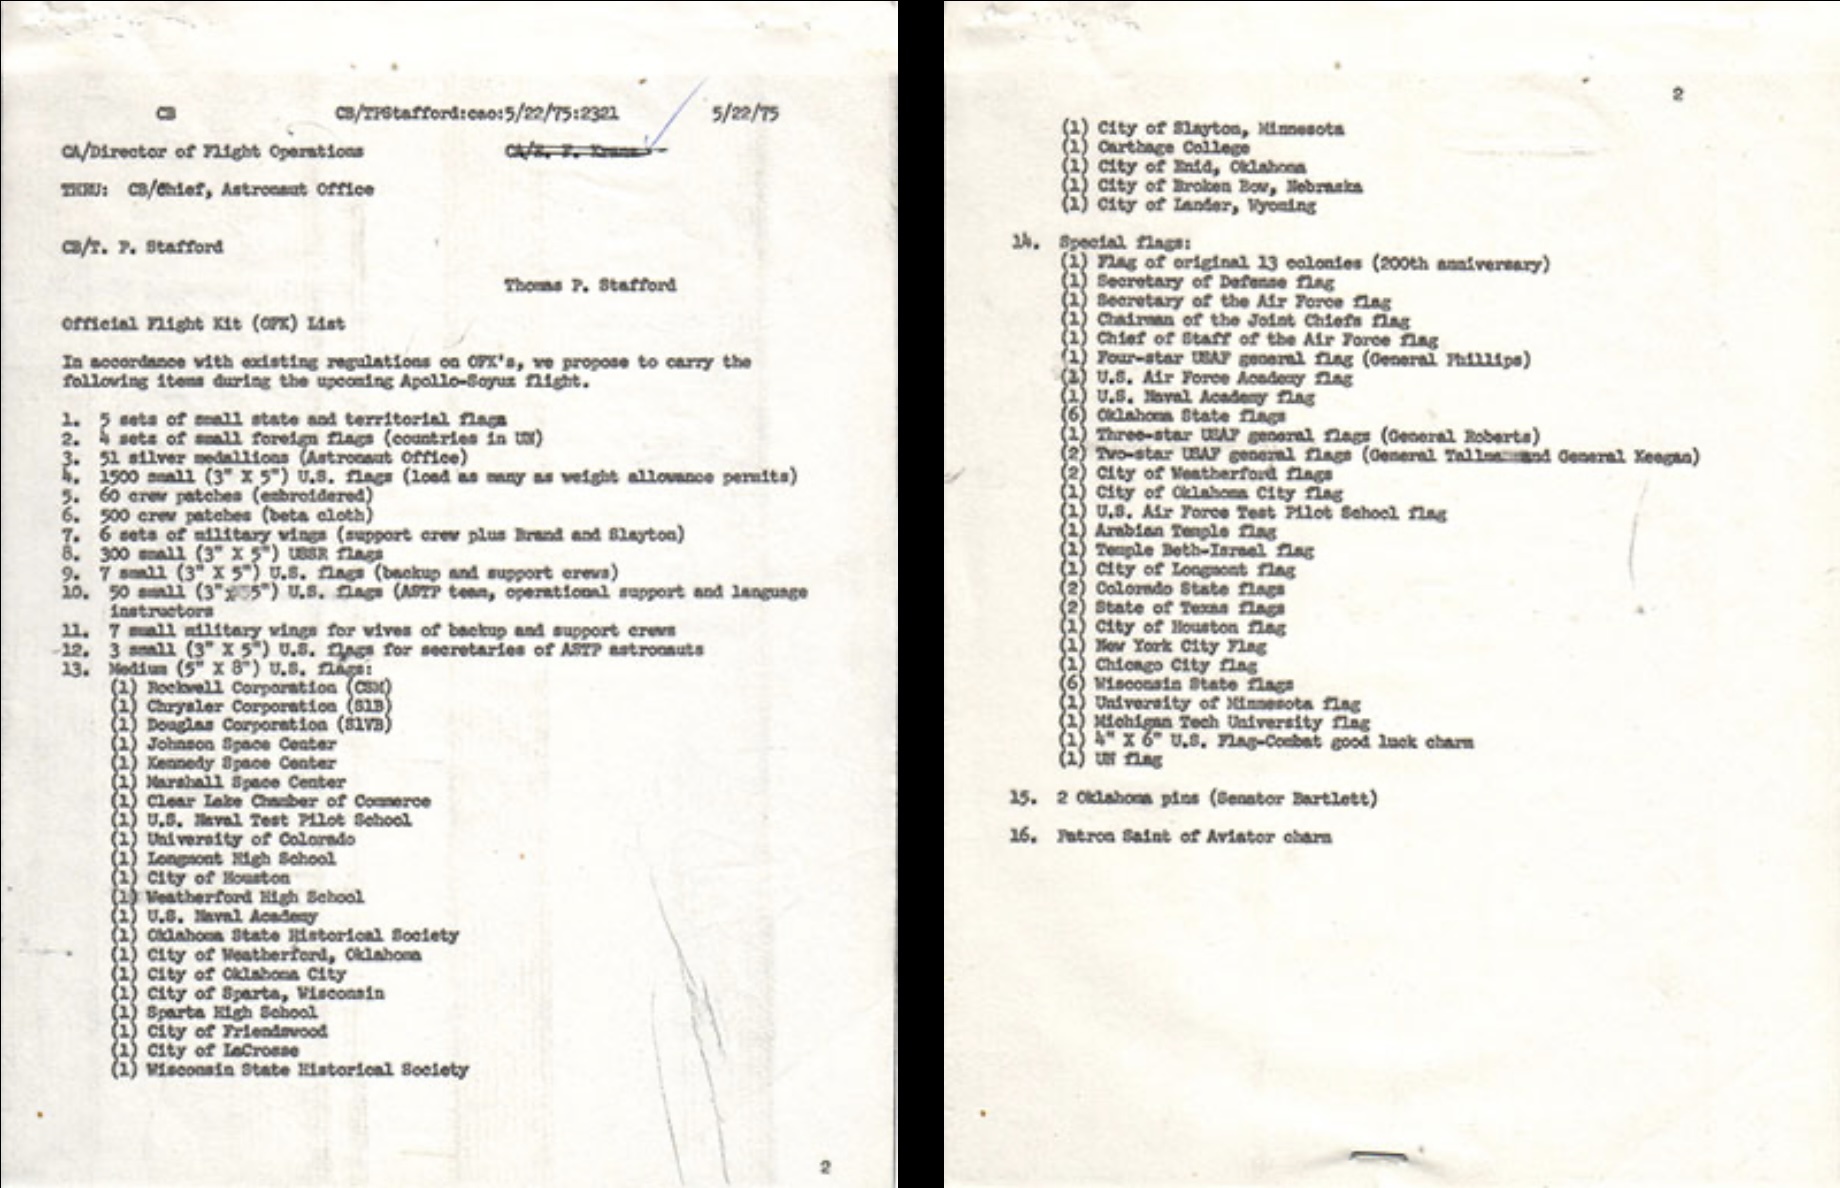 CB CB/TPStafford:cao:5/22/75:2321 5/22/75
CA/Director of Flight Operations
THRU: CB/Chief, Astronaut Office
CB/T. P. Stafford
Thomas P. Stafford
Official Flight Kit (OFK) List
In accordance with existing regulations on OFK's, we propose to carry the
following items during the upcoming Apollo-Soyuz flight.
1. 5 sets of small state and territorial flags
2. 4 sets of small foreign flags (countries in UN)
3. 51 silver medallions (Astronaut Office)
4. 1500 small (3" X 5") U.S. flags (load as many as weight allowance permits)
5. 60 crew patches (embroidered)
6. 500 crew patches (beta cloth)
7. 6 sets of military wings (support crew plus Brand and Slayton)
8. 300 small (3" X 5") USSR flags
9. 7 small (3" X 5") U.S. flags (backup and support crews)
10. 50 small (3"x 5") U.S. flags (ASTP team, operational support and language
instructors
11. 7 small military wings for wives of backup and support crews
12. 3 small (3" X 5") U.S. flags for secretaries of ASTP astronauts
13. Medium (5" X 8") U.S. flags:
(1) Rockwell Corporation (CSM)
(1) Chrysler Corporation (S1B)
(1) Douglas Corporation (S1VB)
(1) Johnson Space Center
(1) Kennedy Space Center
(1) Marshall Space Center
(1) Clear Lake Chamber of Commerce
(1) U.S. Naval Test Pilot School
(1) University of Colorado
(1) Longmont High School
(1) City of Houston
(1) Weatherford High School
(1) U.S. Naval Academy
(1) Oklahoma State Historical Society
(1) City of Weatherford, Oklahoma
(1) City of Oklahoma City
(1) City of Sparta, Wisconsin
(1) Sparta High School
(1) City of Friendswood
(1) City of LaCrosse
(1) Wisconsin State Historical Society
2
2
(1) City of Slayton, Minnesota
(1) Carthage College
(1) City of Enid, Oklahoma
(1) City of Broken Bow, Nebraska
(1) City of Lander, Wyoming
14. Special flags:
(1) Flag of original 13 colonies (200th anniversary)
(1) Secretary of Defense flag
(1) Secretary of the Air Force flag
(1) Chairman of the Joint Chiefs flag
(1) Chief of Staff of the Air Force flag
(1) Four-star USAF general flag (General Phillips)
(1) U.S. Air Force Academy flag
(1) U.S. Naval Academy flag
(6) Oklahoma State flags
(1) Three-star USAF general flags (General Roberts)
(2) Two-star USAF general flags (General and General Keegan)
(2) City of Weatherford flags
(1) City of Oklahoma City flag
(1) U.S. Air Force Test Pilot School flag
(1) Arabian Temple flag
(1) Temple Beth-Israel flag
(1) City of Longmont flag
(2) Colorado State flags
(2) State of Texas flags
(1) City of Houston flag
(1) New York City Flag
(1) Chicago City flag
(6) Wisconsin State flags
(1) University of Minnesota flag
(1) Michigan Tech University flag
(1) 4" X 6" U.S. Flag-Combat good luck charm
(1) UN flag
15. 2 Oklahoma pins (Senator Bartlett)
16. Patron Saint of Aviator charm